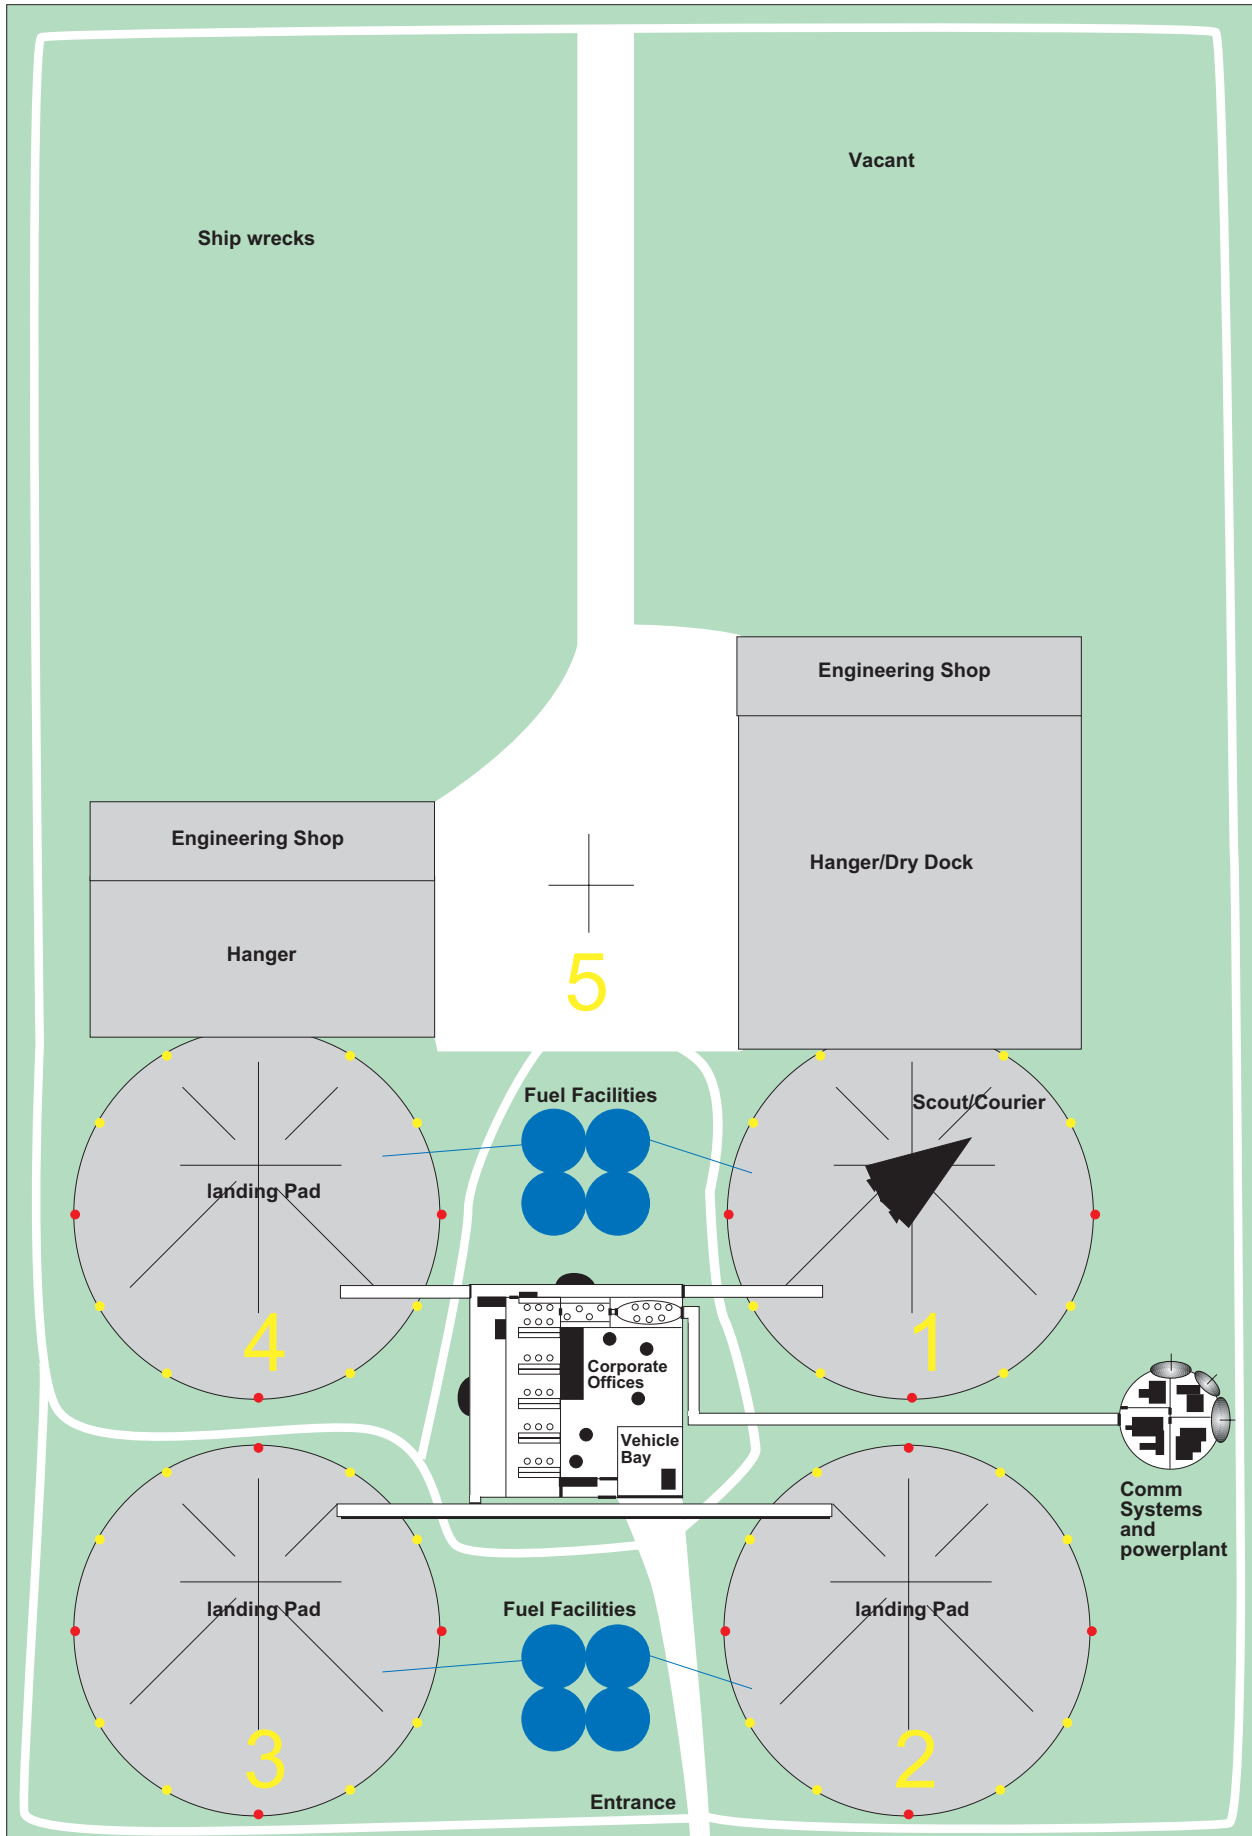 Vacant
Ship wrecks
Engineering Shop
Engineering Shop
Hanger/Dry Dock
Hanger
5
Fuel Facilities
Scout/Courier
landing Pad
4
1
Corporate
Offices
Vehicle
Bay
Comm
Systems
and
powerplant
landing Pad
Fuel Facilities
landing Pad
3
2
Entrance